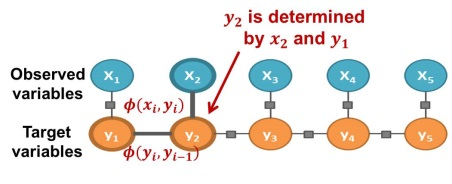 y₂ is determined
by x₂ and y₁
Observed
variables
X₁ X₂ X₃ X₄ X₅
ϕ(xᵢ, yᵢ)
Target
variables
y₁ y₂ y₃ y₄ y₅
ϕ(yᵢ, yᵢ₋₁)